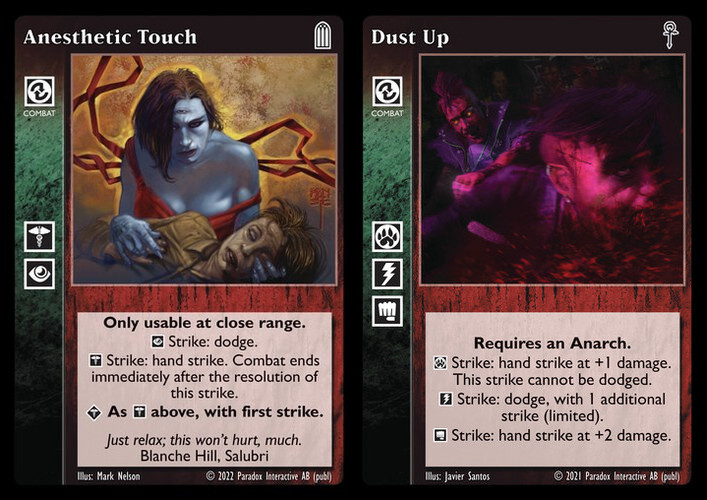 Anesthetic Touch
COMBAT
Only usable at close range.
Strike: dodge.
Strike: hand strike. Combat ends
immediately after the resolution of
this strike.
As above, with first strike.
Just relax; this won't hurt, much.
Blanche Hill, Salubri
Illus: Mark Nelson © 2022 Paradox Interactive AB (publ)
Dust Up
COMBAT
Requires an Anarch.
Strike: hand strike at +1 damage.
This strike cannot be dodged.
Strike: dodge, with 1 additional
strike (limited).
Strike: hand strike at +2 damage.
Illus: Javier Santos © 2021 Paradox Interactive AB (publ)